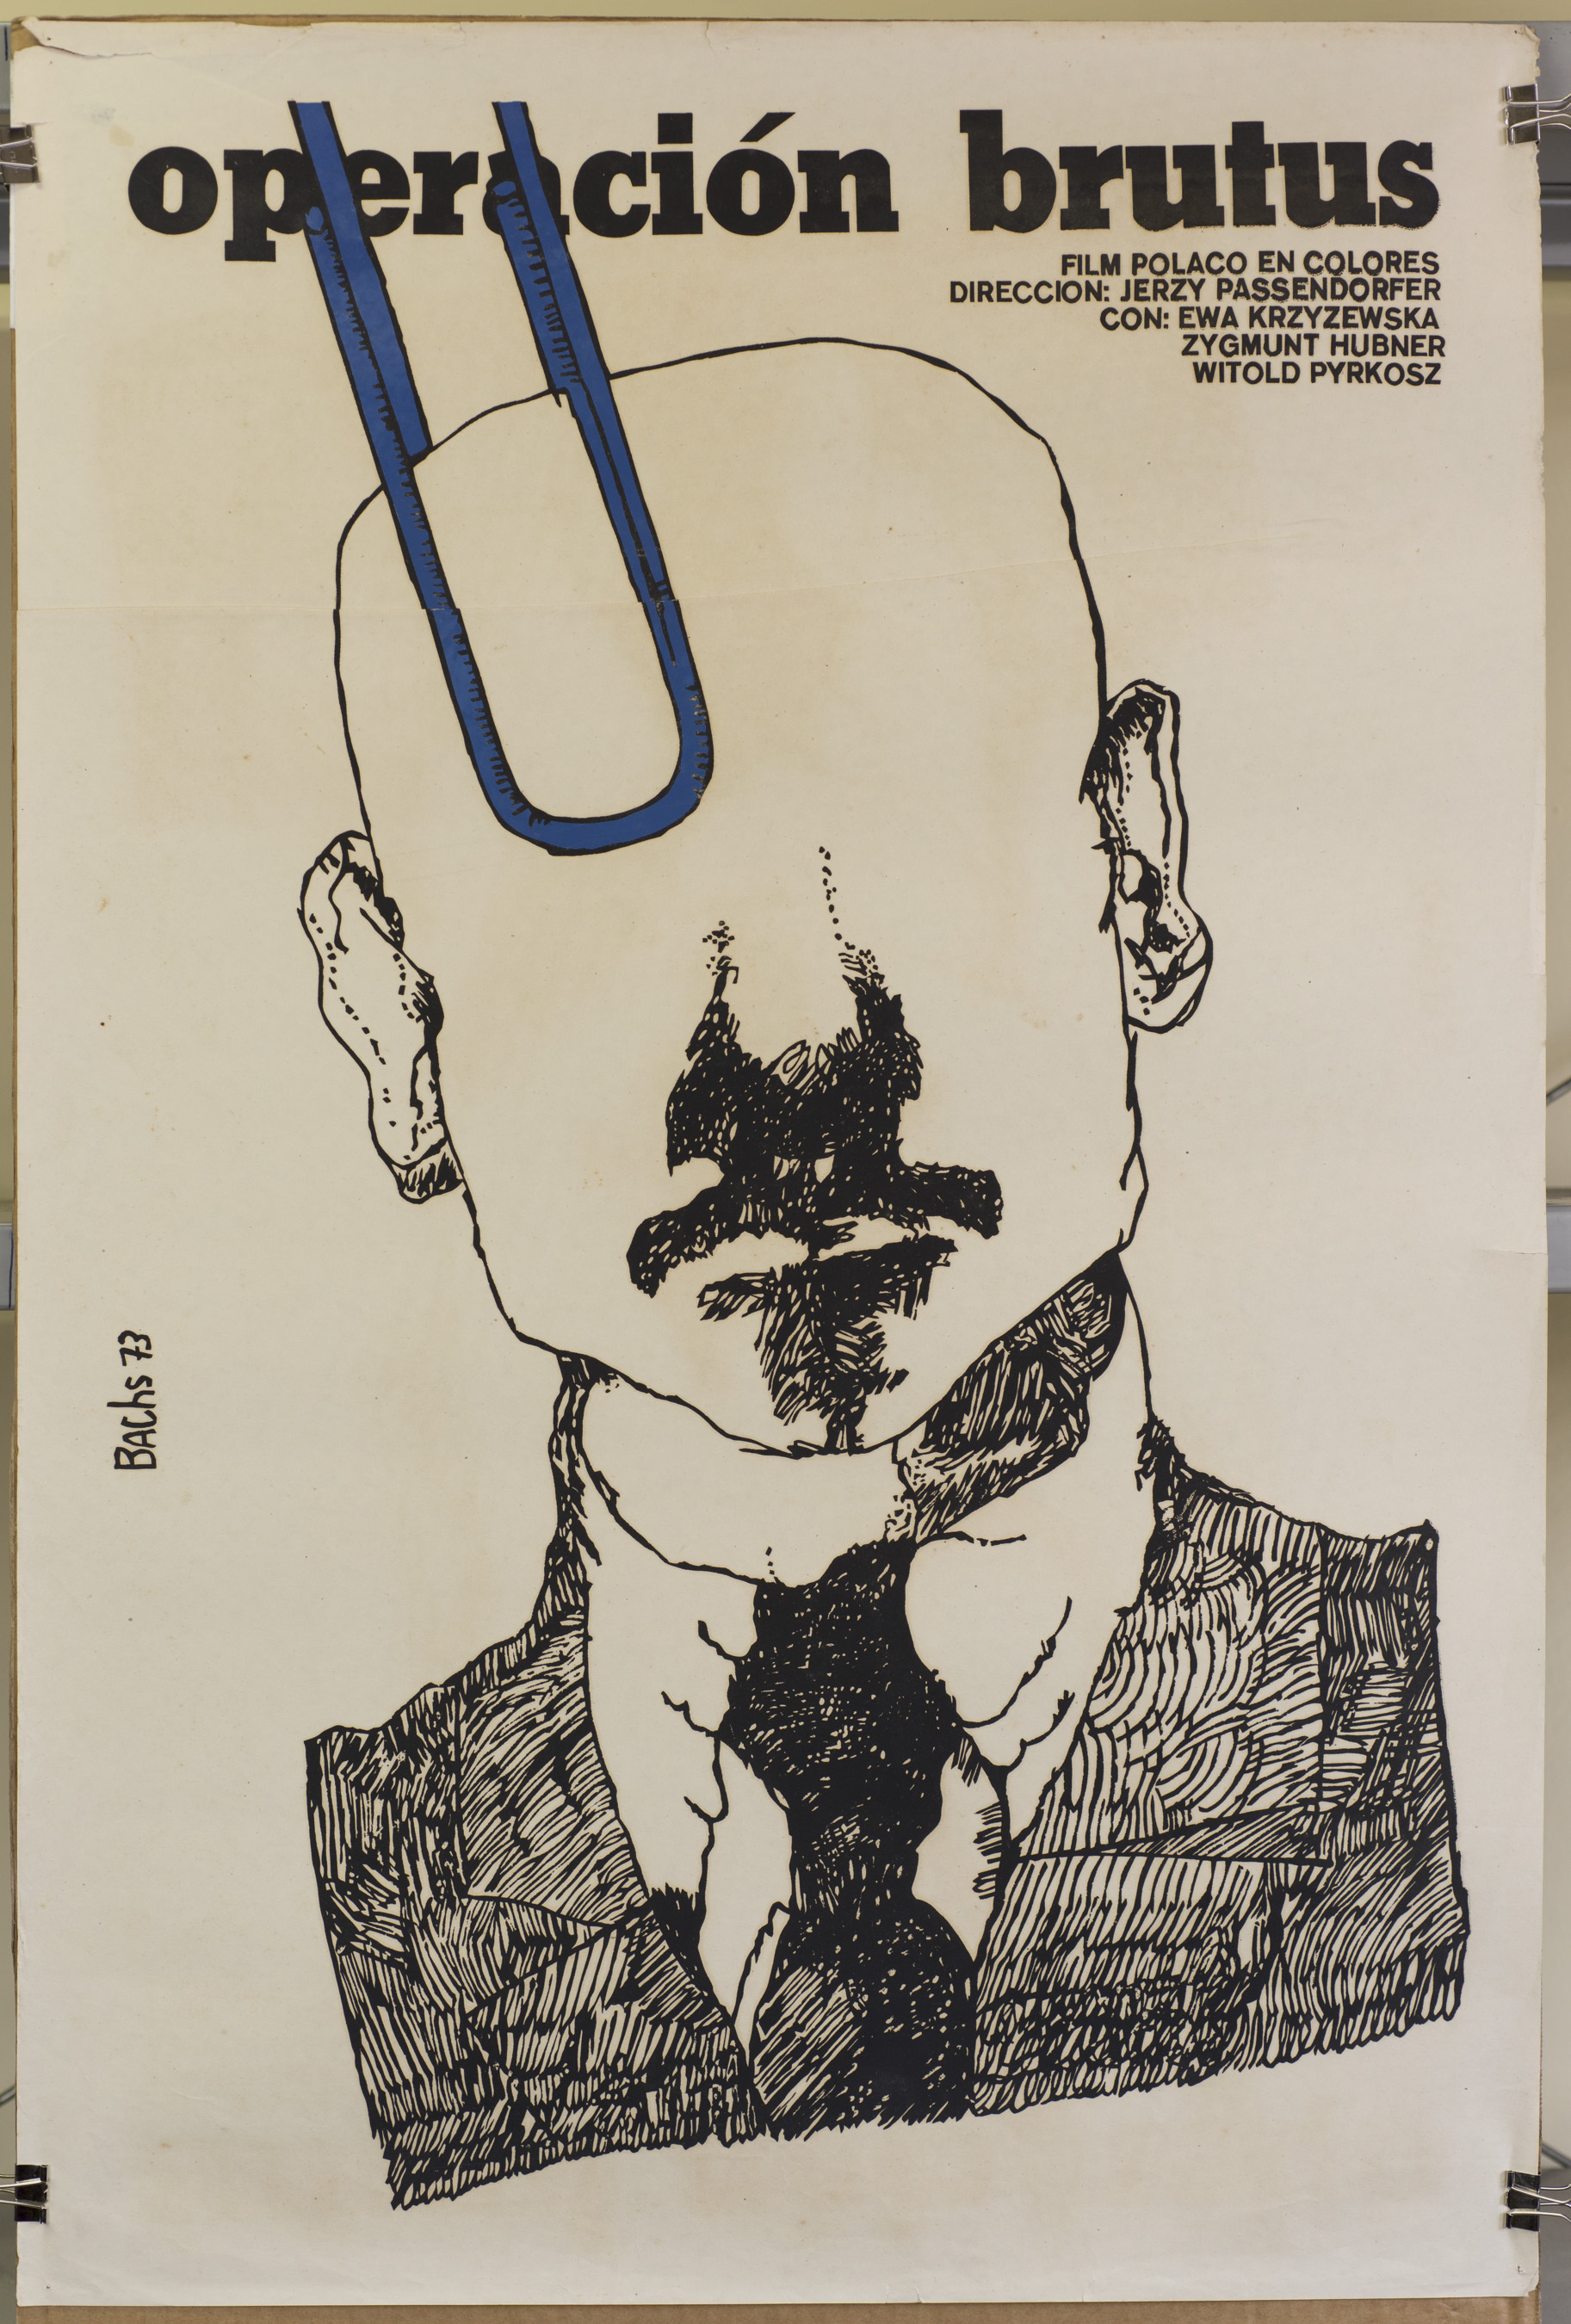 operación brutus
FILM POLACO EN COLORES
DIRECCION: JERZY PASSENDORFER
CON: EWA KRZYZEWSKA
ZYGMUNT HUBNER
WITOLD PYRKOSZ
BACHS 73